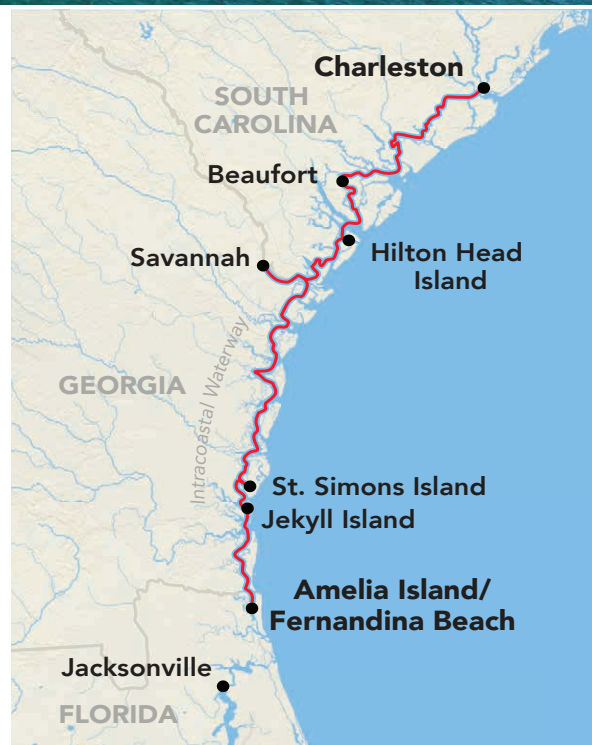 Charleston
SOUTH
CAROLINA
Beaufort
Hilton Head
Island
Savannah
GEORGIA
Intracoastal Waterway
St. Simons Island
Jekyll Island
Amelia Island/
Fernandina Beach
Jacksonville
FLORIDA